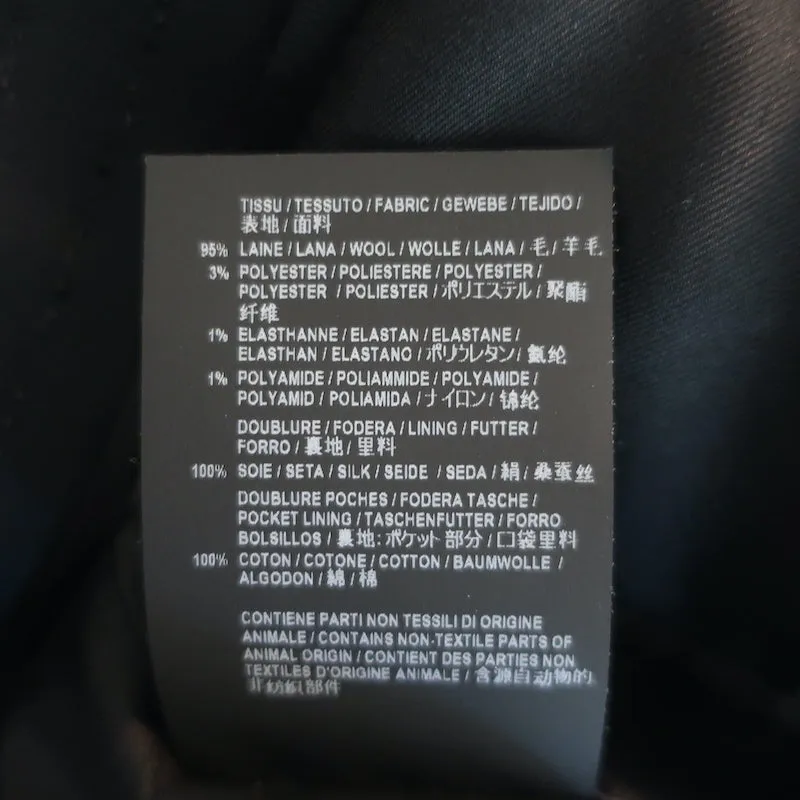 TISSU / TESSUTO / FABRIC / GEWEBE / TEJIDO /
表地 / 面料
95% LAINE / LANA / WOOL / WOLLE / LANA / 毛 / 羊毛
3% POLYESTER / POLIESTERE / POLYESTER /
POLYESTER / POLIESTER / ポリエステル / 聚酯
纤维
1% ELASTHANNE / ELASTAN / ELASTANE /
ELASTHAN / ELASTANO / ポリウレタン / 氨纶
1% POLYAMIDE / POLIAMMIDE / POLYAMIDE /
POLYAMID / POLIAMIDA / ナイロン / 锦纶
DOUBLURE / FODERA / LINING / FUTTER /
FORRO / 裏地 / 里料
100% SOIE / SETA / SILK / SEIDE / SEDA / 絹 / 桑蚕丝
DOUBLURE POCHES / FODERA TASCHE /
POCKET LINING / TASCHENFUTTER / FORRO
BOLSILLOS / 裏地: ポケット部分 / 口袋里料
100% COTON / COTONE / COTTON / BAUMWOLLE /
ALGODON / 綿 / 棉
CONTIENE PARTI NON TESSILI DI ORIGINE
ANIMALE / CONTAINS NON-TEXTILE PARTS OF
ANIMAL ORIGIN / CONTIENT DES PARTIES NON
TEXTILES D'ORIGINE ANIMALE / 含源自动物的
非纺织部件